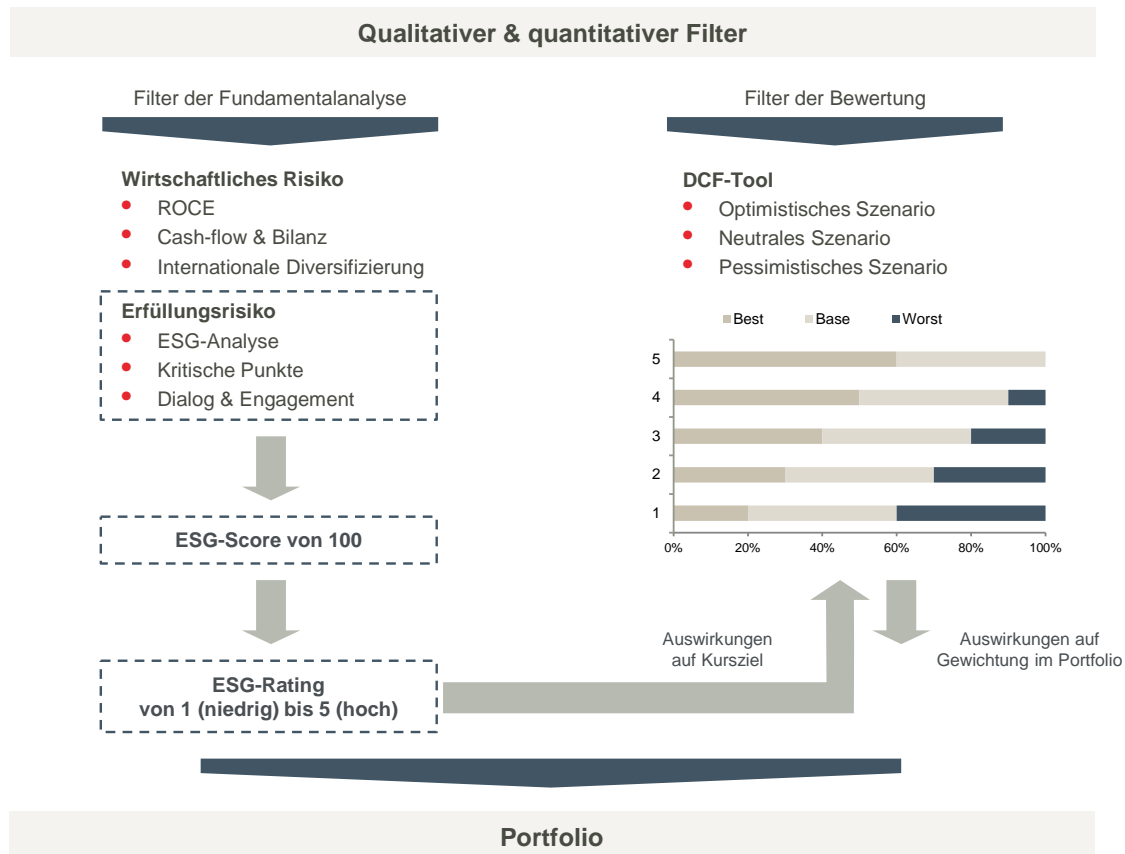 Qualitativer & quantitativer Filter
Filter der Fundamentalanalyse
Wirtschaftliches Risiko
ROCE
Cash-flow & Bilanz
Internationale Diversifizierung
Erfüllungsrisiko
ESG-Analyse
Kritische Punkte
Dialog & Engagement
ESG-Score von 100
ESG-Rating
von 1 (niedrig) bis 5 (hoch)
Filter der Bewertung
DCF-Tool
Optimistisches Szenario
Neutrales Szenario
Pessimistisches Szenario
Best Base Worst
5
4
3
2
1
0% 20% 40% 60% 80% 100%
Auswirkungen
auf Kursziel
Auswirkungen auf
Gewichtung im Portfolio
Portfolio